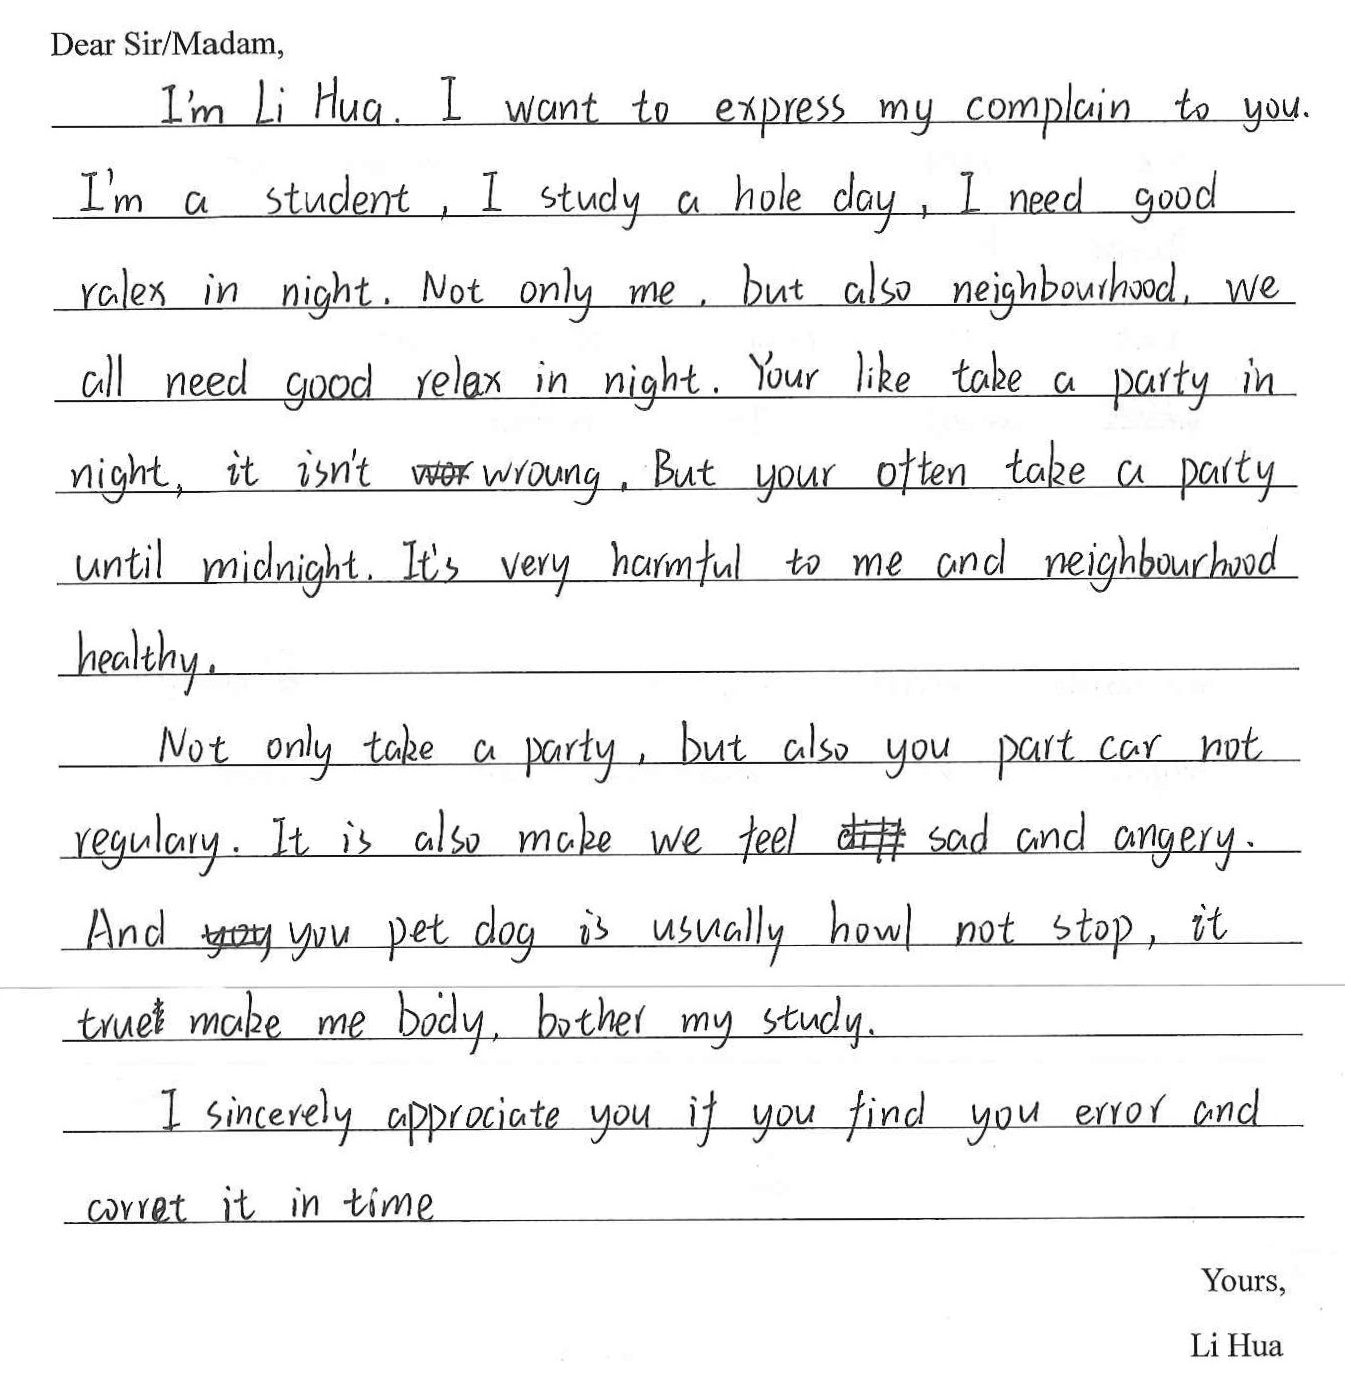 Dear Sir/Madam,
I'm Li Hua. I want to express my complain to you.
I'm a student, I study a hole day, I need good
ralex in night. Not only me, but also neighbourhood, we
all need good relax in night. Your like take a party in
night, it isn't wroung. But your often take a party
until midnight. It's very harmful to me and neighbourhood
healthy.
Not only take a party, but also you part car not
regulary. It is also make we feel sad and angery.
And you pet dog is usually howl not stop, it
true make me body, bother my study.
I sincerely approciate you if you find you error and
corret it in time
Yours,
Li Hua